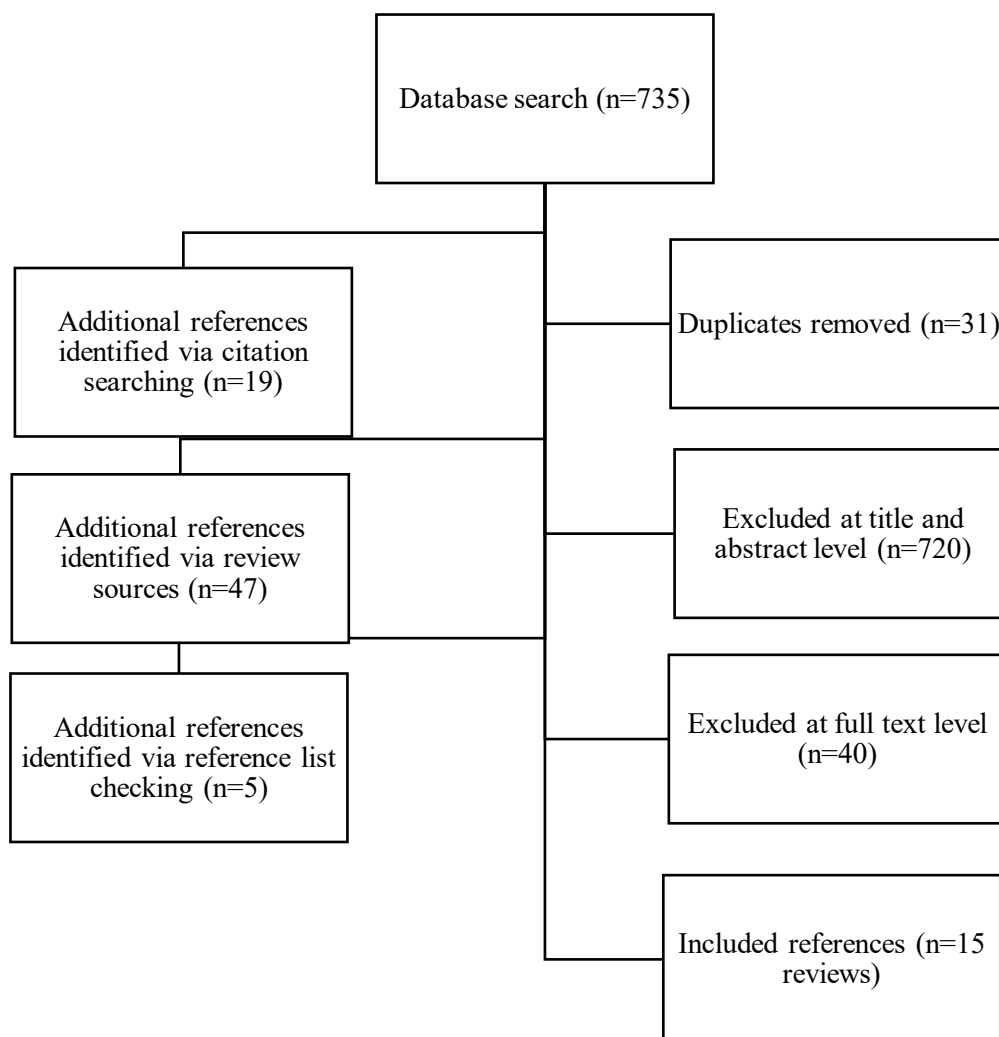 Database search (n=735)
Additional references
identified via citation
searching (n=19)
Duplicates removed (n=31)
Additional references
identified via review
sources (n=47)
Excluded at title and
abstract level (n=720)
Additional references
identified via reference list
checking (n=5)
Excluded at full text level
(n=40)
Included references (n=15
reviews)